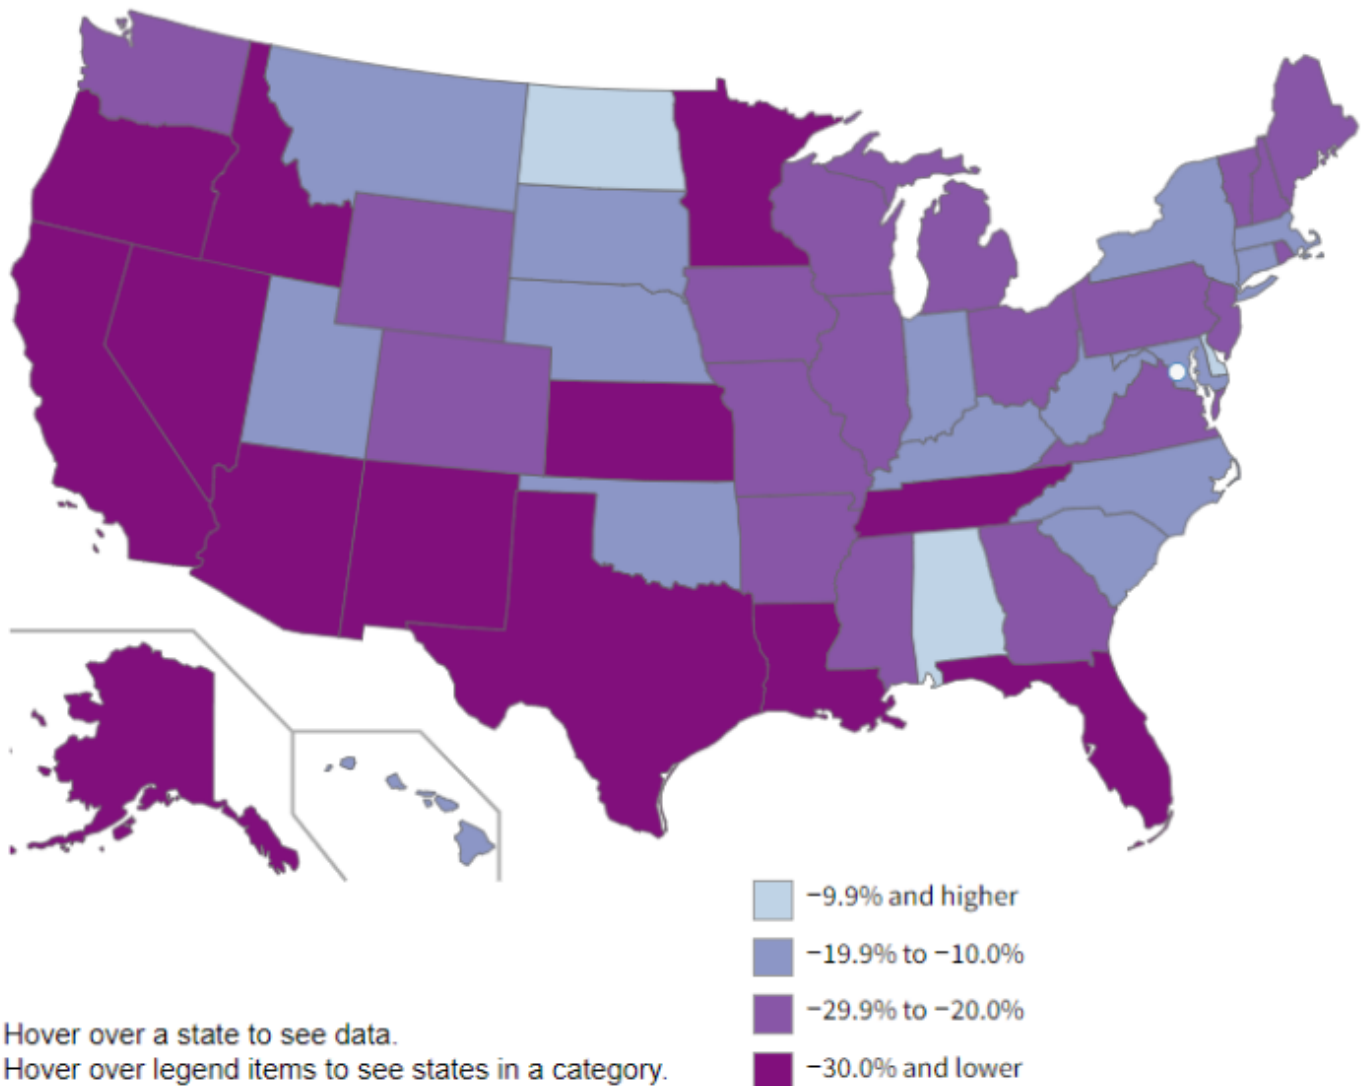 −9.9% and higher
−19.9% to −10.0%
−29.9% to −20.0%
−30.0% and lower
Hover over a state to see data.
Hover over legend items to see states in a category.